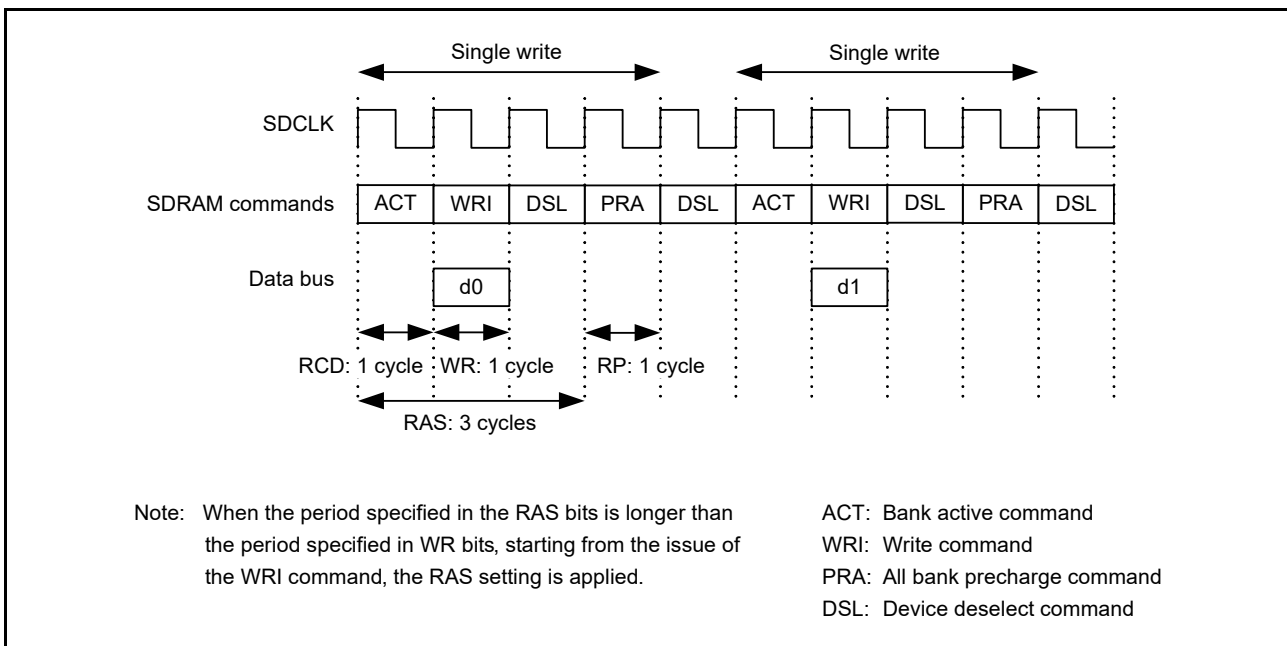 Single write Single write
SDCLK
SDRAM commands ACT WRI DSL PRA DSL ACT WRI DSL PRA DSL
Data bus d0 d1
RCD: 1 cycle WR: 1 cycle RP: 1 cycle
RAS: 3 cycles
Note: When the period specified in the RAS bits is longer than
the period specified in WR bits, starting from the issue of
the WRI command, the RAS setting is applied.
ACT: Bank active command
WRI: Write command
PRA: All bank precharge command
DSL: Device deselect command